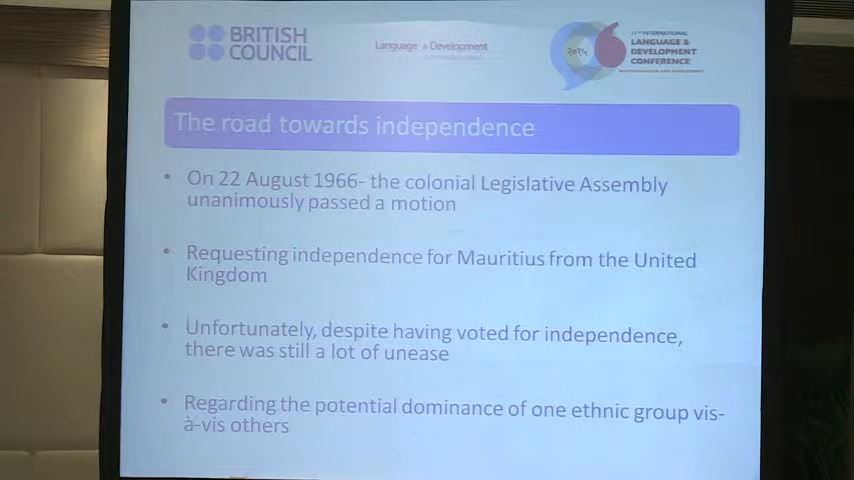 BRITISH
COUNCIL
Language & Development
11TH INTERNATIONAL
LANGUAGE &
DEVELOPMENT
CONFERENCE
The road towards independence
• On 22 August 1966- the colonial Legislative Assembly
unanimously passed a motion
• Requesting independence for Mauritius from the United
Kingdom
• Unfortunately, despite having voted for independence,
there was still a lot of unease
• Regarding the potential dominance of one ethnic group vis-
à-vis others